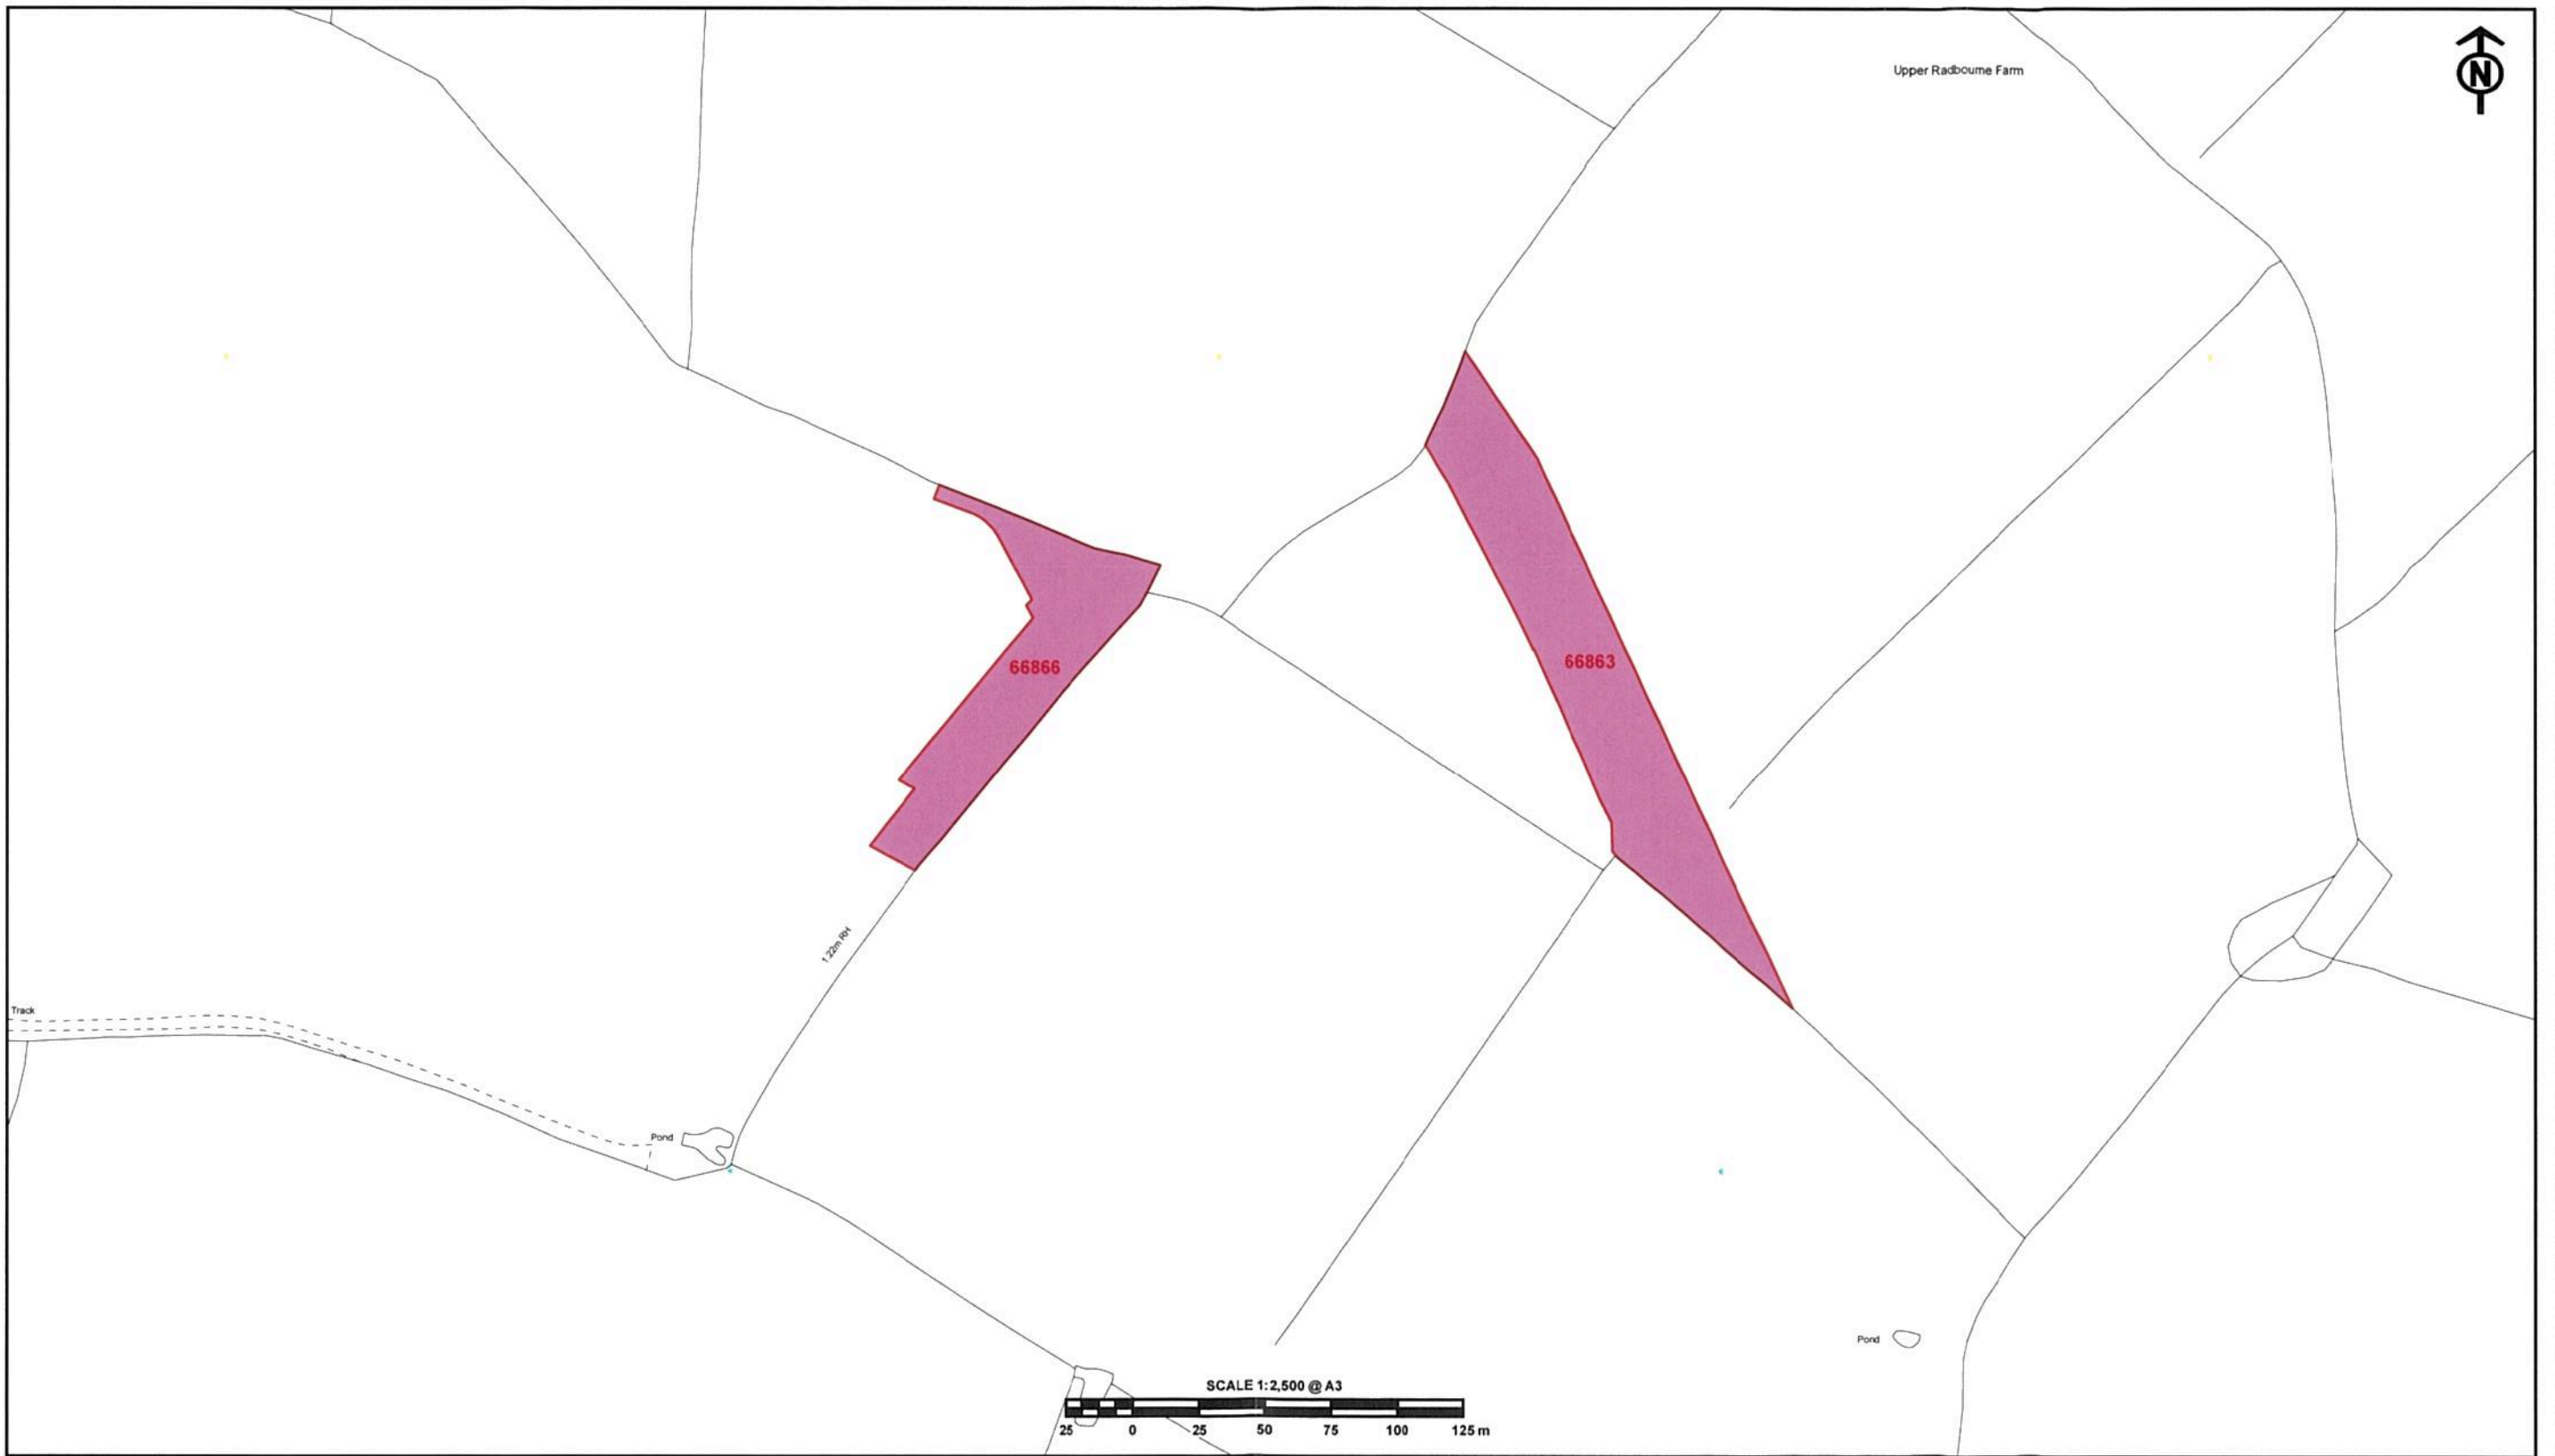 Upper Radbourne Farm
N
66866
66863
1.22m RH
Track
Pond
Pond
SCALE 1:2,500 @ A3
25 0 25 50 75 100 125 m